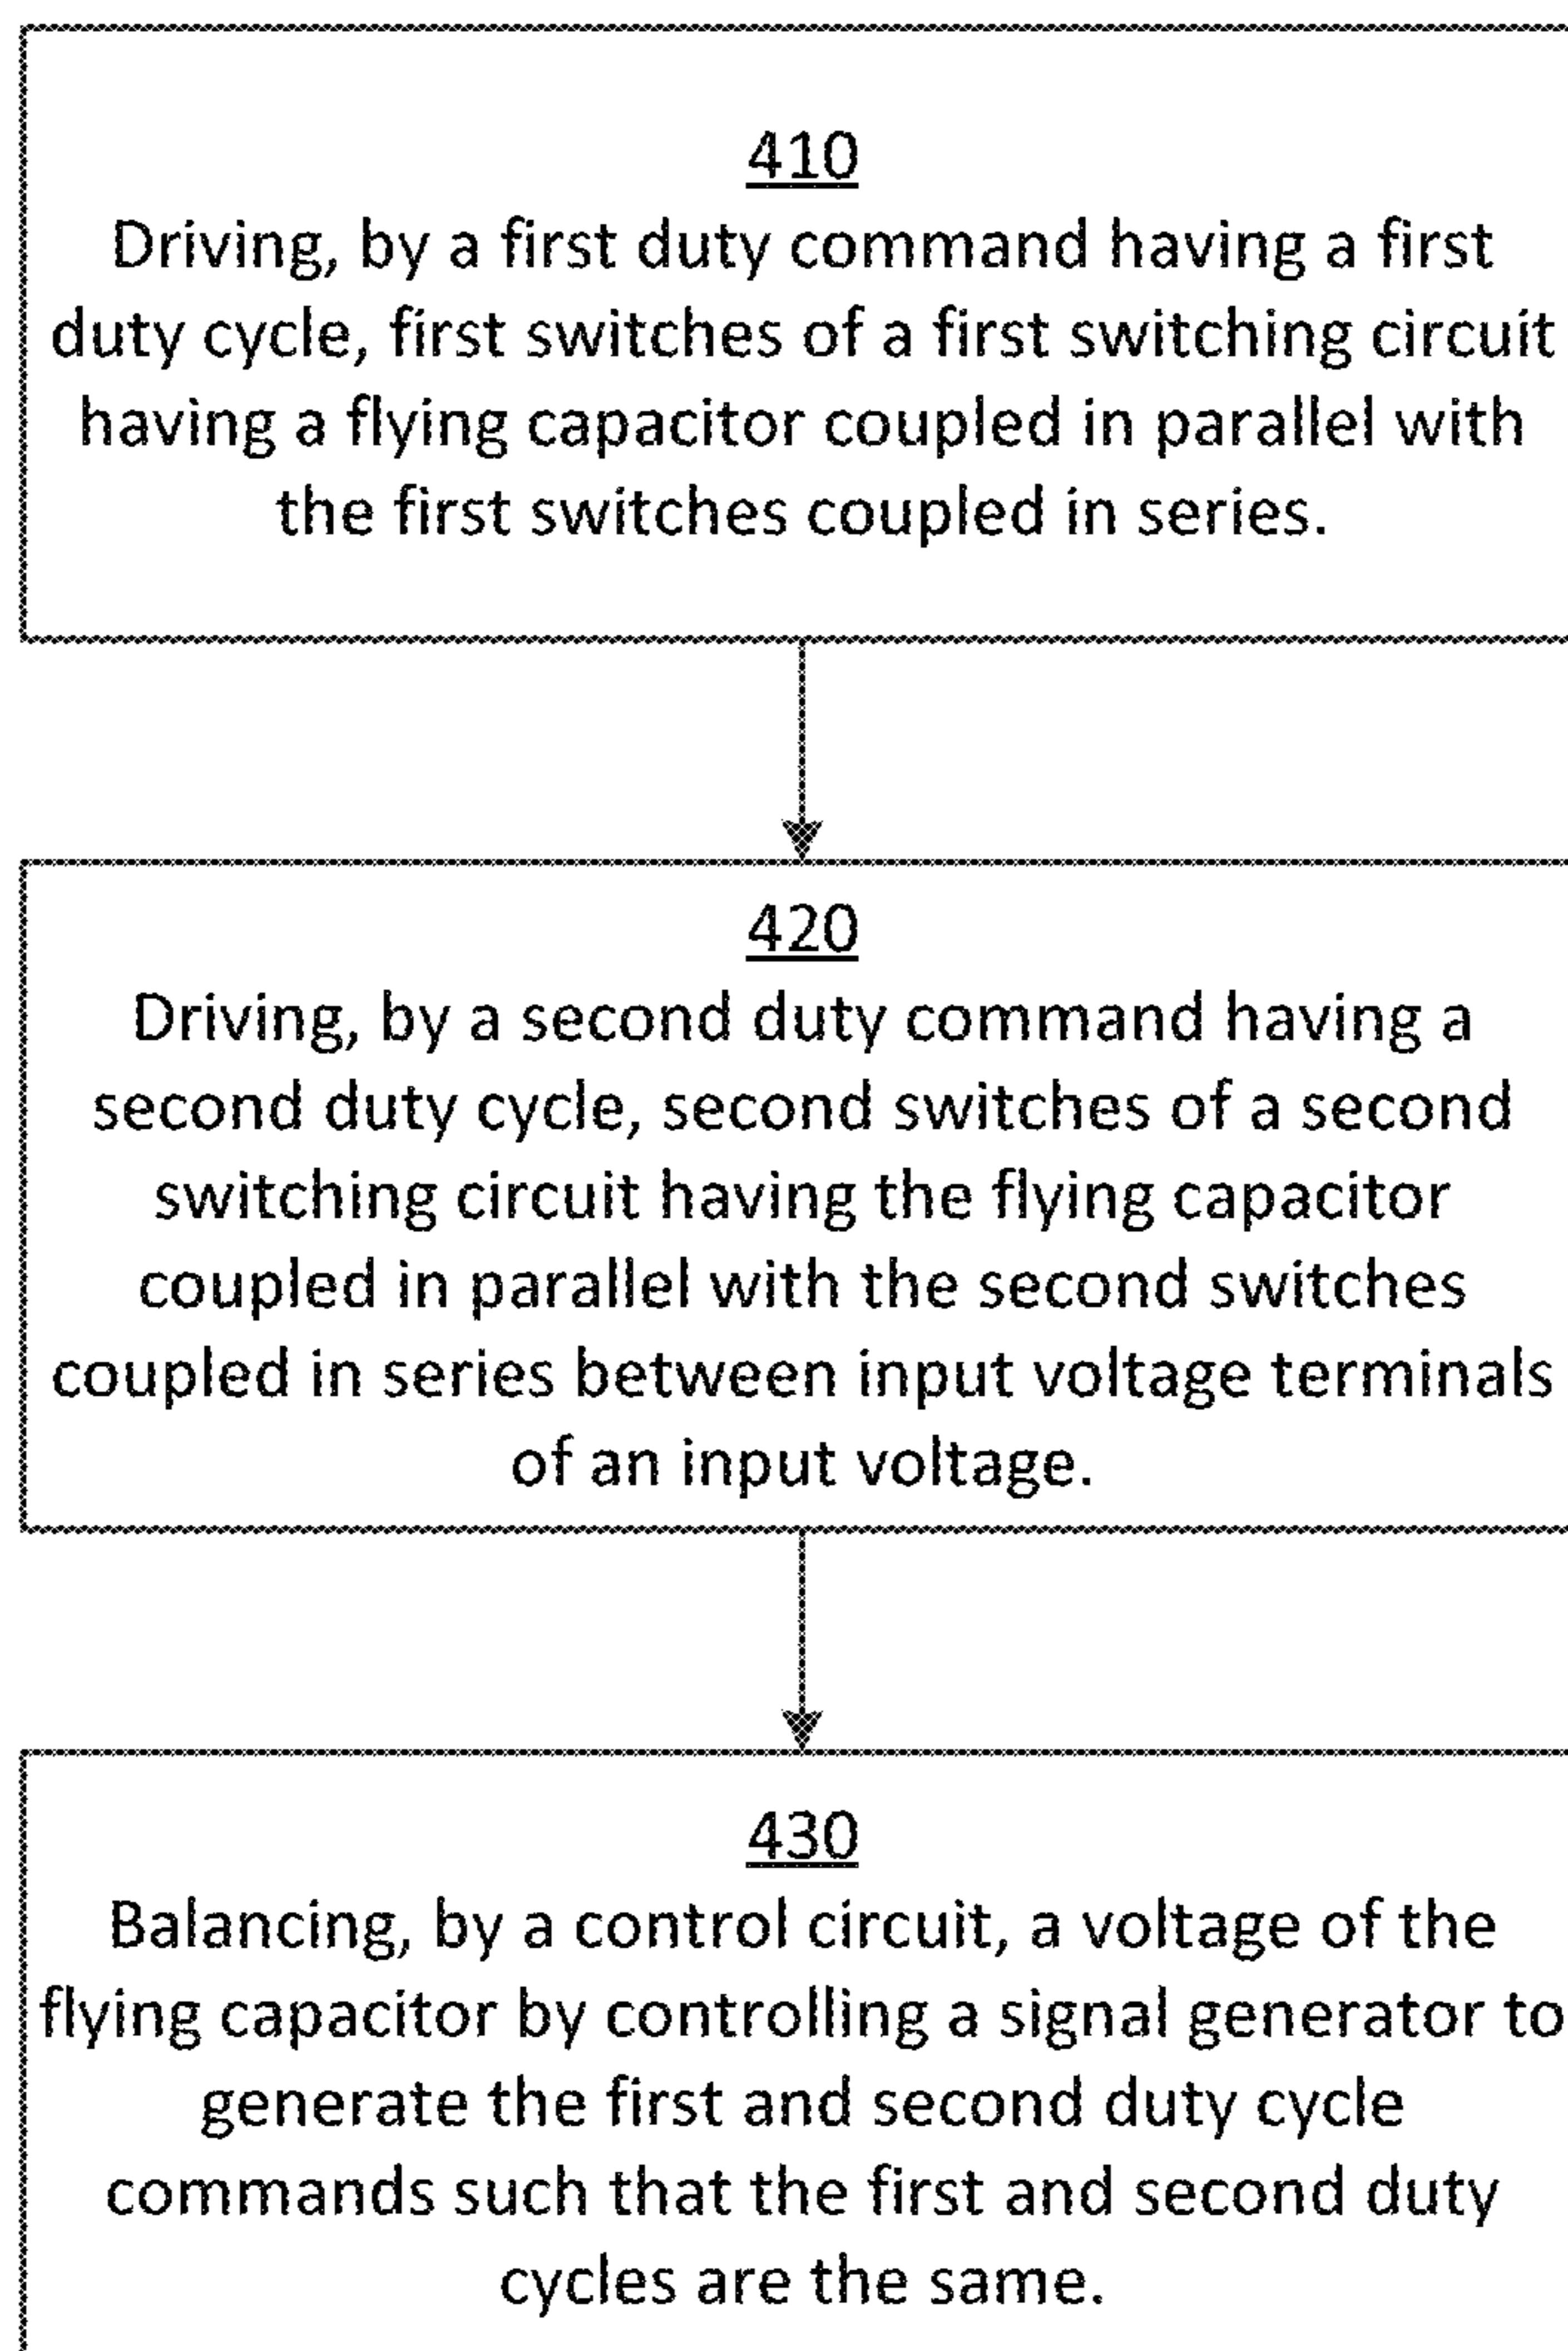 410
Driving, by a first duty command having a first
duty cycle, first switches of a first switching circuit
having a flying capacitor coupled in parallel with
the first switches coupled in series.
420
Driving, by a second duty command having a
second duty cycle, second switches of a second
switching circuit having the flying capacitor
coupled in parallel with the second switches
coupled in series between input voltage terminals
of an input voltage.
430
Balancing, by a control circuit, a voltage of the
flying capacitor by controlling a signal generator to
generate the first and second duty cycle
commands such that the first and second duty
cycles are the same.